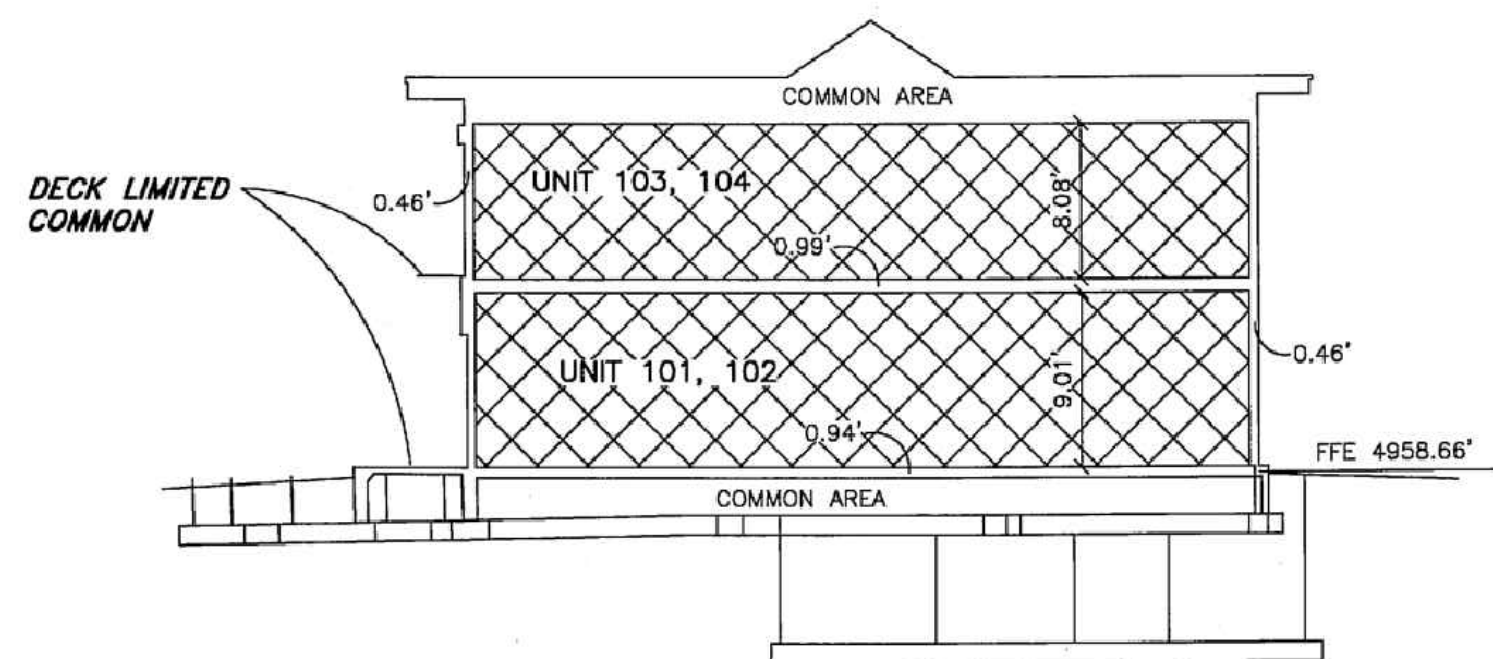 COMMON AREA
UNIT 103, 104
8.08'
DECK LIMITED
COMMON
0.46'
0.99'
0.46'
UNIT 101, 102
9.01'
0.94'
FFE 4958.66'
COMMON AREA